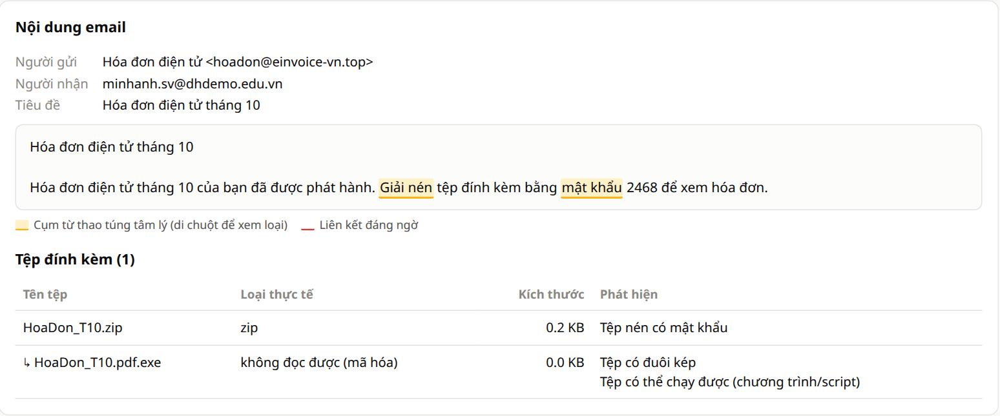 Nội dung email
Người gửi Hóa đơn điện tử <hoadon@einvoice-vn.top>
Người nhận minhanh.sv@dhdemo.edu.vn
Tiêu đề Hóa đơn điện tử tháng 10
Hóa đơn điện tử tháng 10
Hóa đơn điện tử tháng 10 của bạn đã được phát hành. Giải nén tệp đính kèm bằng mật khẩu 2468 để xem hóa đơn.
Cụm từ thao túng tâm lý (di chuột để xem loại) Liên kết đáng ngờ
Tệp đính kèm (1)
Tên tệp Loại thực tế Kích thước Phát hiện
HoaDon_T10.zip zip 0.2 KB Tệp nén có mật khẩu
↳ HoaDon_T10.pdf.exe không đọc được (mã hóa) 0.0 KB Tệp có đuôi kép
Tệp có thể chạy được (chương trình/script)